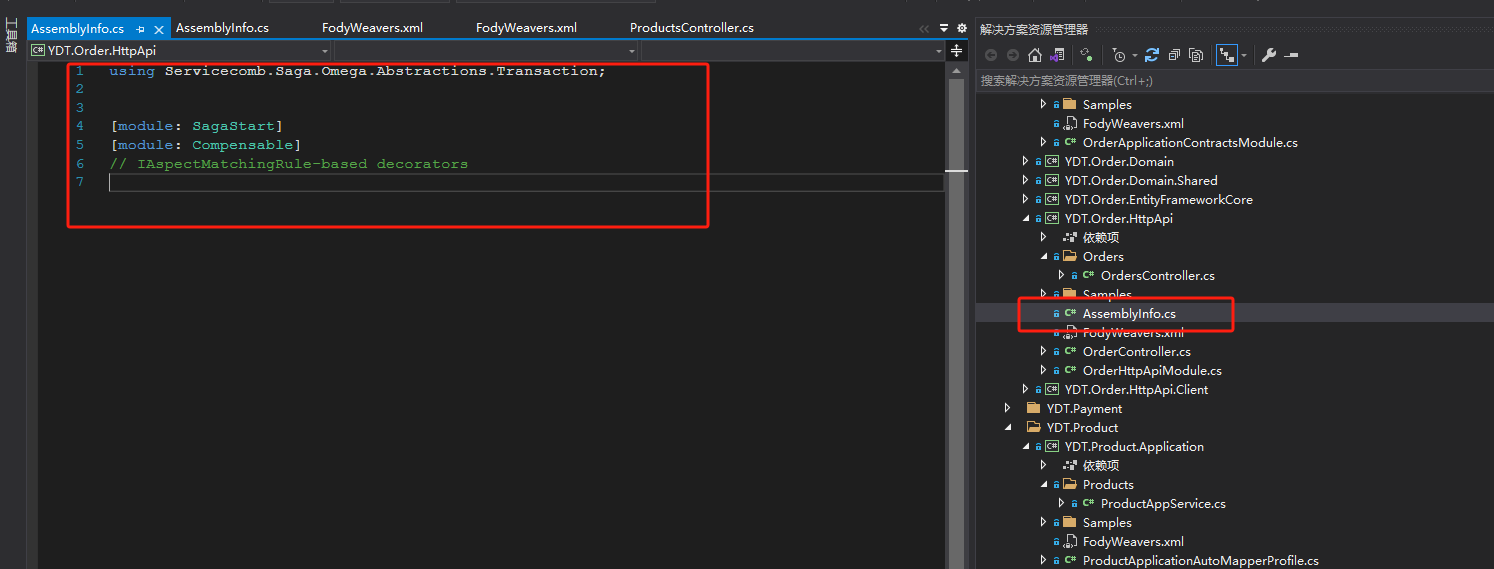 工具箱
AssemblyInfo.cs
AssemblyInfo.cs
FodyWeavers.xml
FodyWeavers.xml
ProductsController.cs
C# YDT.Order.HttpApi
1 using Servicecomb.Saga.Omega.Abstractions.Transaction;
2
3
4 [module: SagaStart]
5 [module: Compensable]
6 // IAspectMatchingRule-based decorators
7
解决方案资源管理器
搜索解决方案资源管理器(Ctrl+;)
Samples
FodyWeavers.xml
C# OrderApplicationContractsModule.cs
C# YDT.Order.Domain
C# YDT.Order.Domain.Shared
C# YDT.Order.EntityFrameworkCore
C# YDT.Order.HttpApi
依赖项
Orders
C# OrdersController.cs
Samples
C# AssemblyInfo.cs
FodyWeavers.xml
C# OrderController.cs
C# OrderHttpApiModule.cs
C# YDT.Order.HttpApi.Client
YDT.Payment
YDT.Product
C# YDT.Product.Application
依赖项
Products
C# ProductAppService.cs
Samples
FodyWeavers.xml
C# ProductApplicationAutoMapperProfile.cs